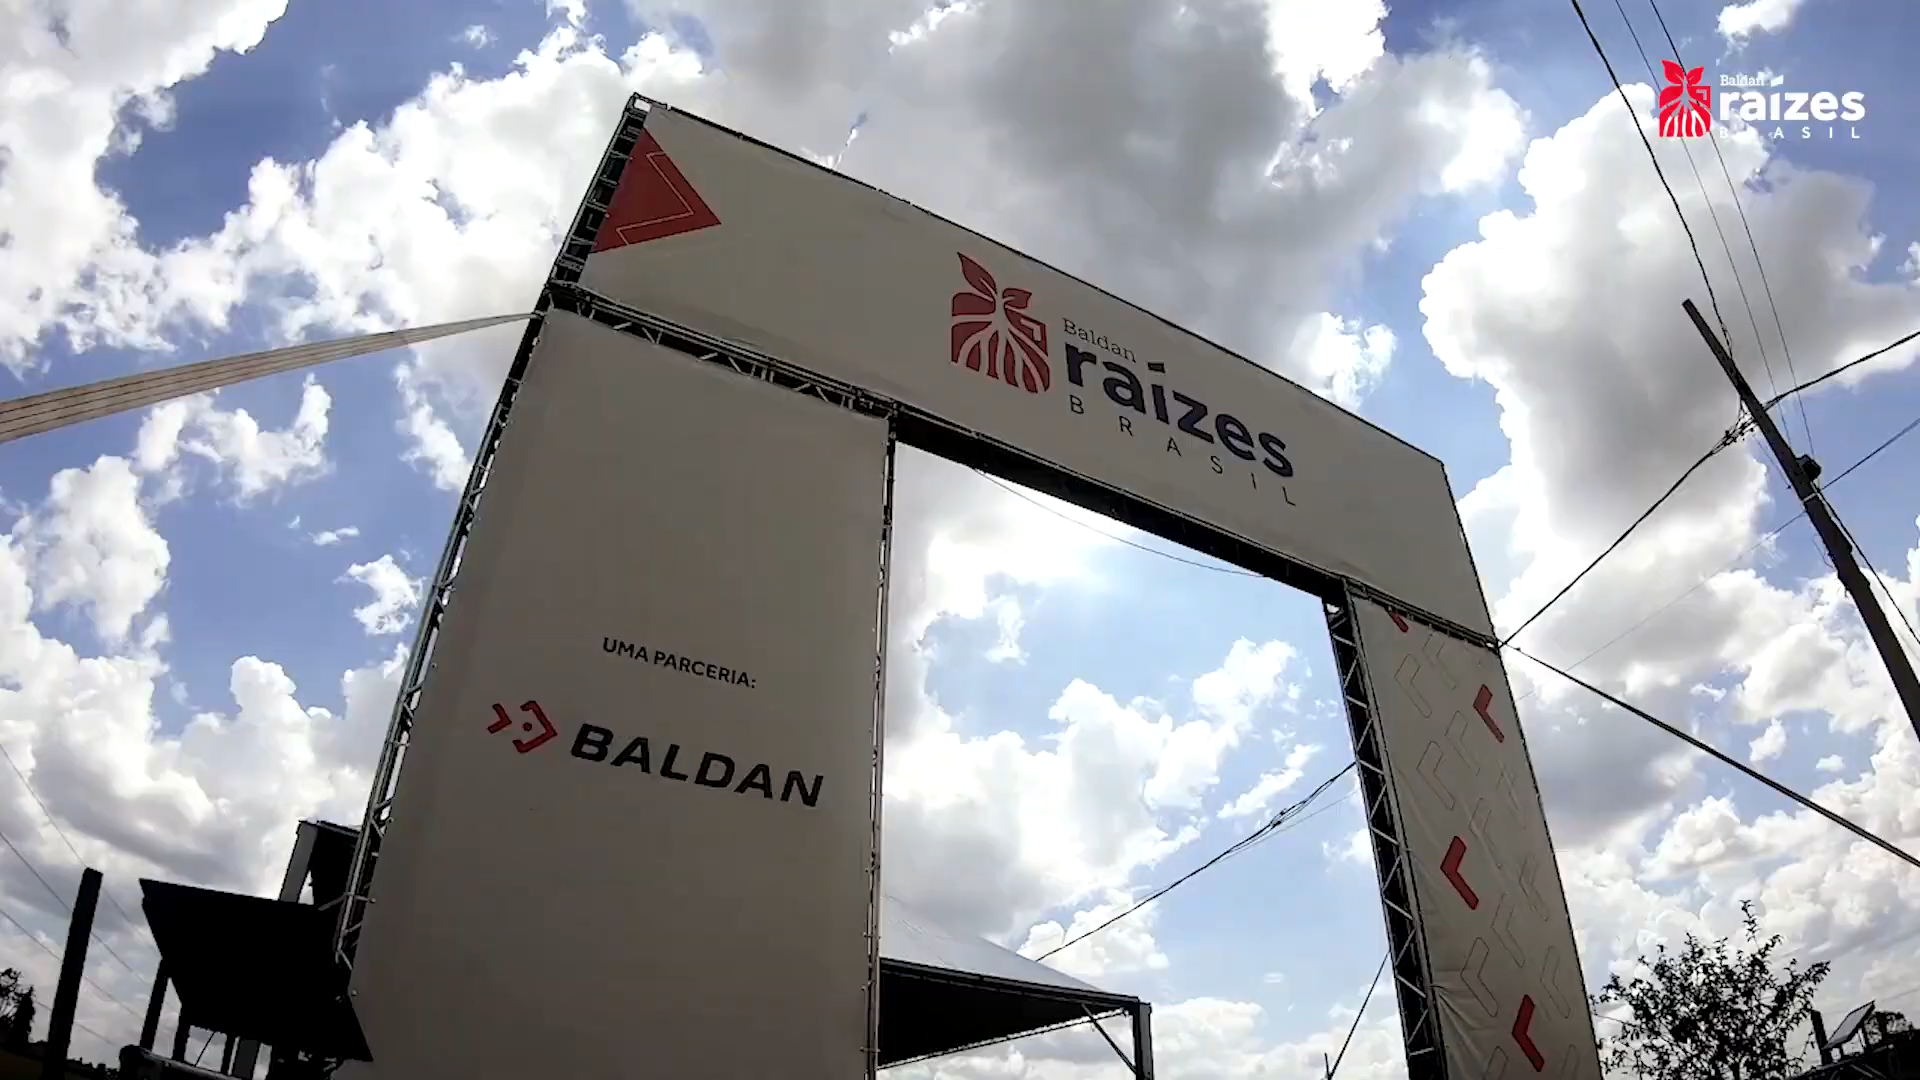 Baldan
raízes
BRASIL
Baldan
raízes
BRASIL
UMA PARCERIA:
BALDAN